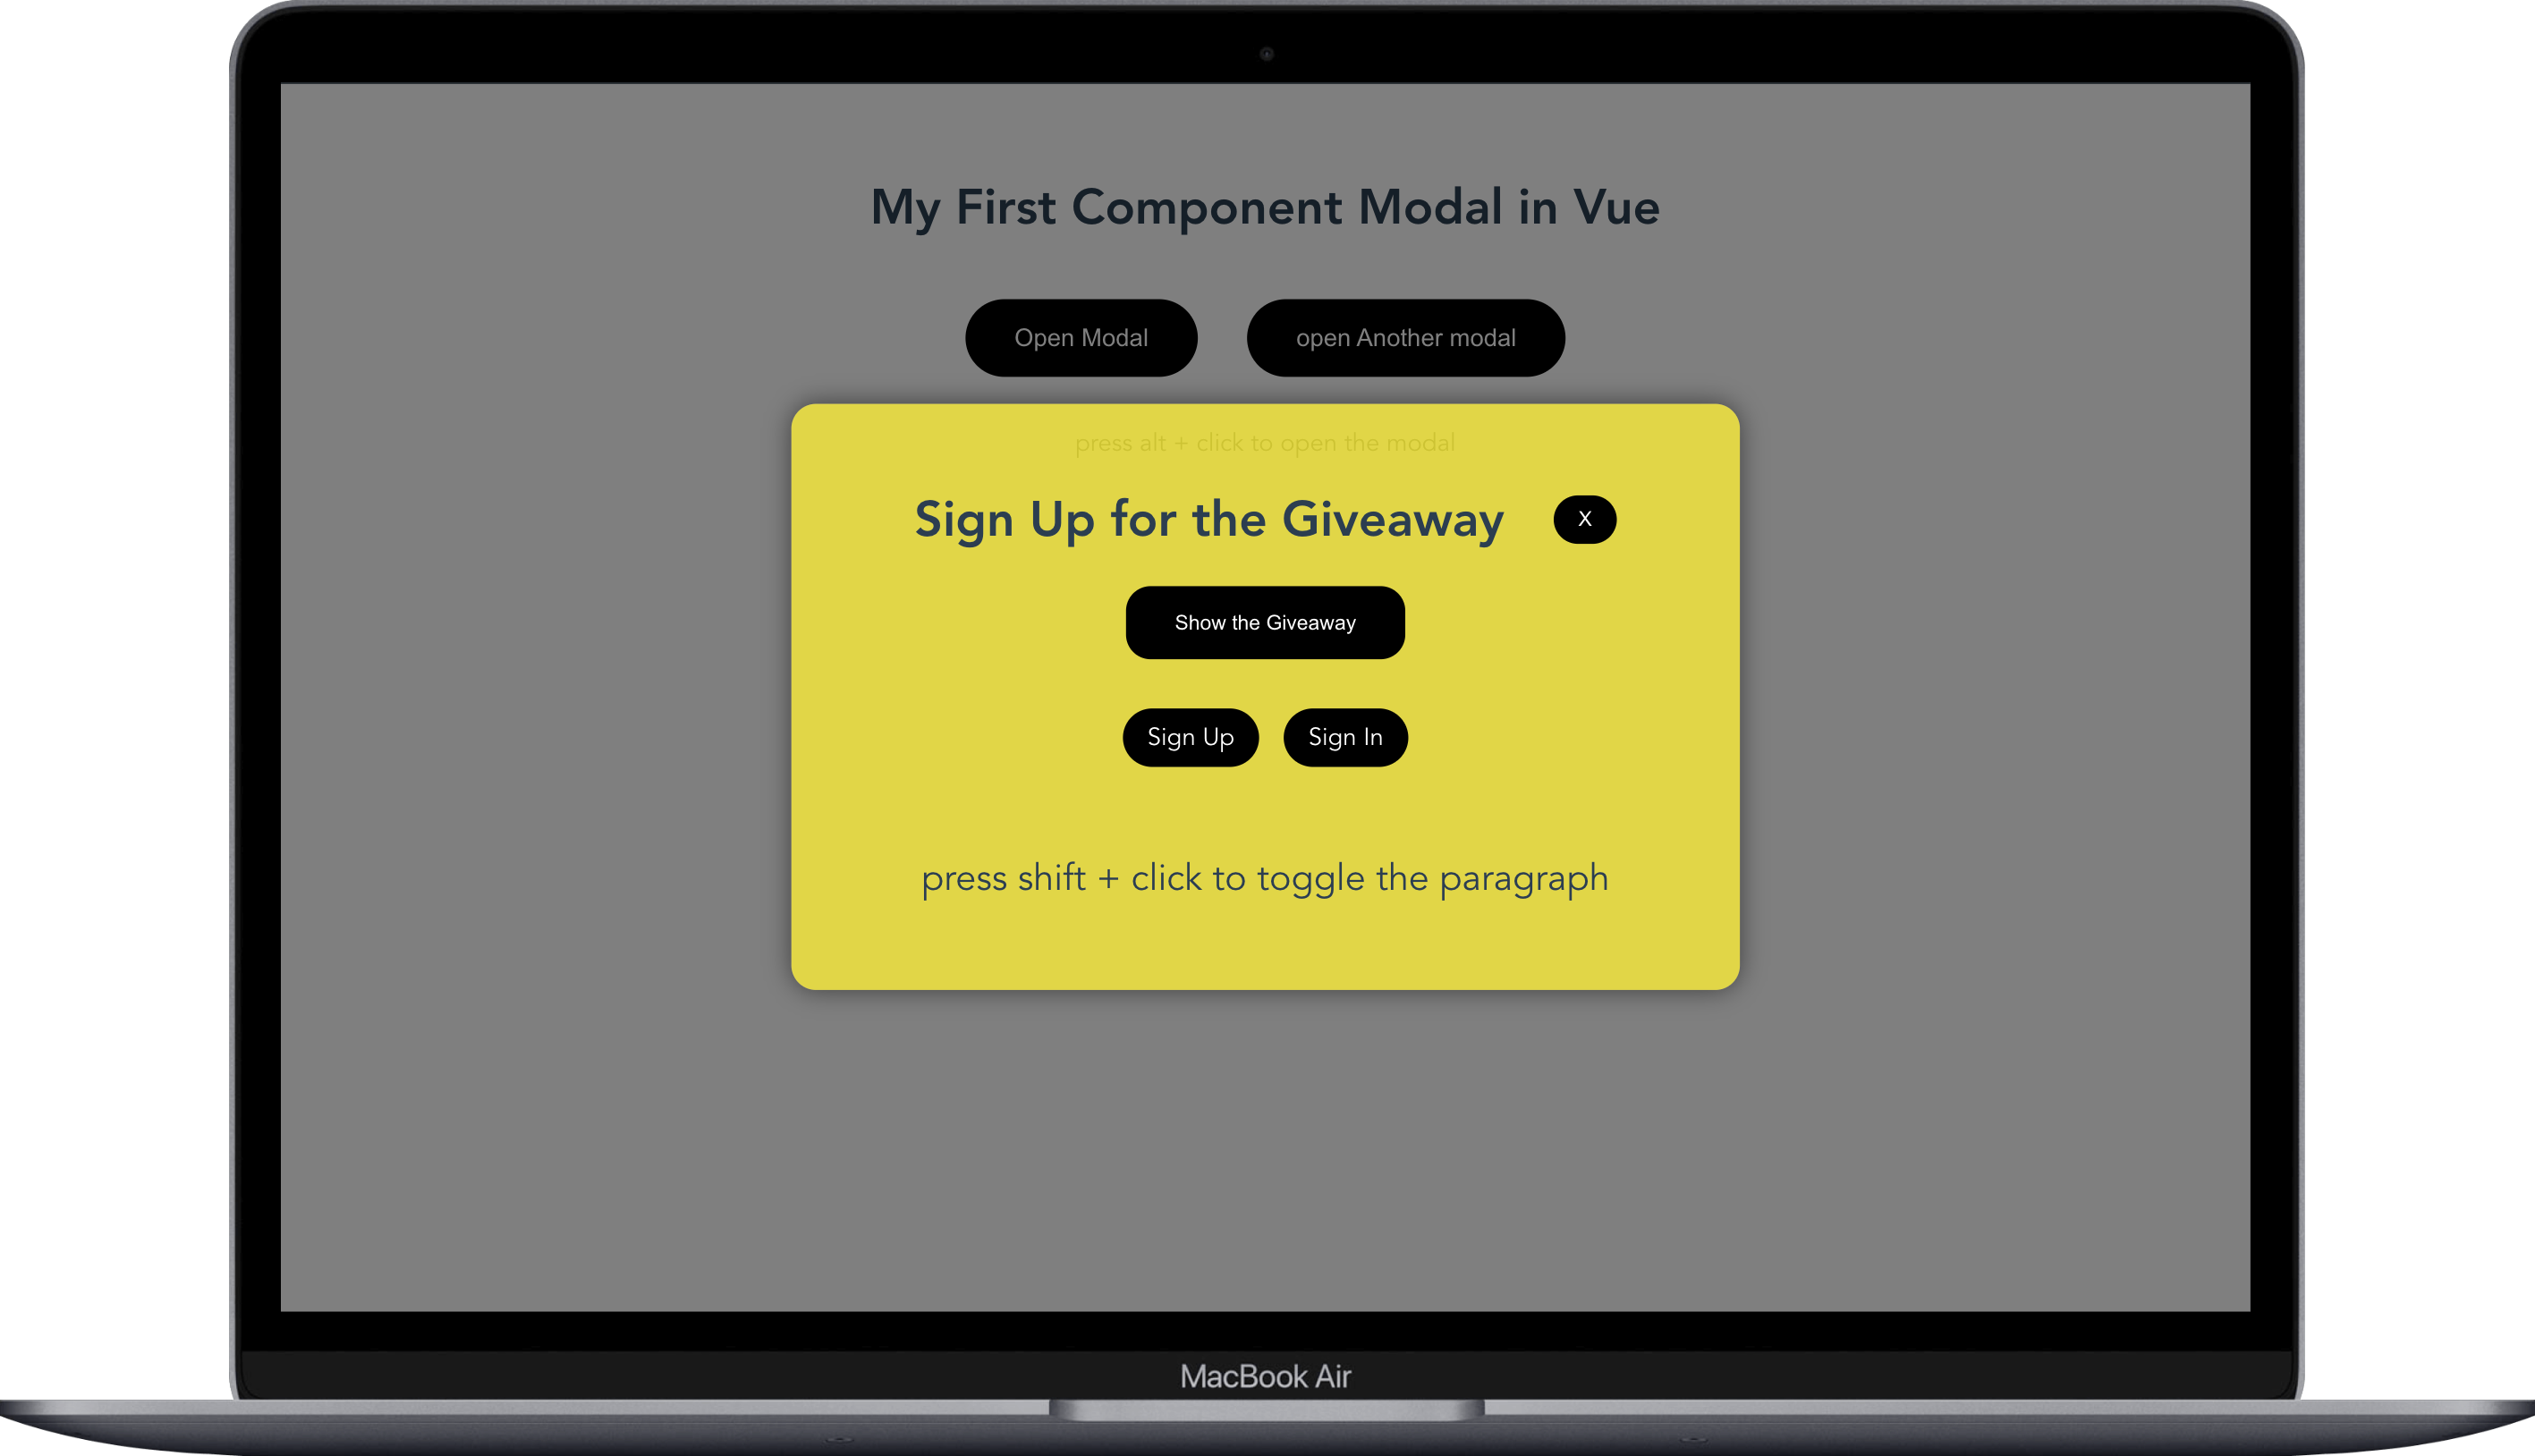 My First Component Modal in Vue
Open Modal
open Another modal
press alt + click to open the modal
Sign Up for the Giveaway
X
Show the Giveaway
Sign Up
Sign In
press shift + click to toggle the paragraph
MacBook Air